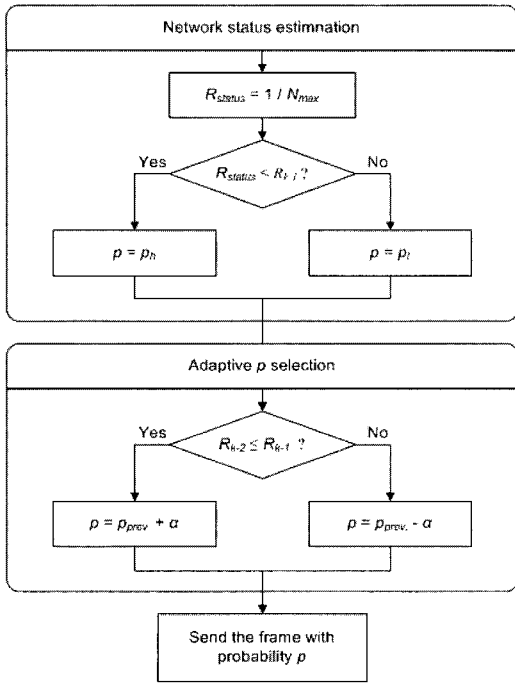 Network status estimnation
R_status = 1 / N_max
Yes
No
R_status < R_k-1 ?
p = p_h
p = p_l
Adaptive p selection
Yes
No
R_k-2 ≤ R_k-1 ?
p = p_prev + α
p = p_prev. - α
Send the frame with
probability p